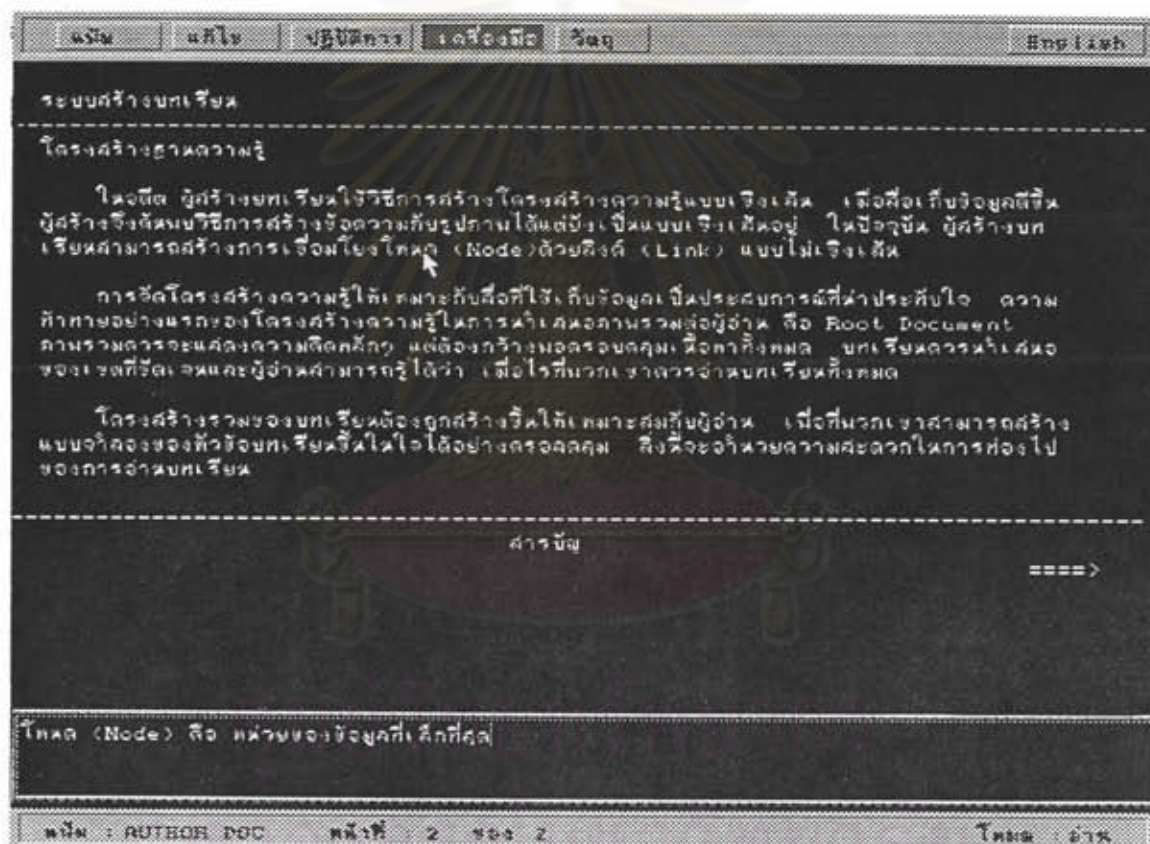 แฟ้ม แก้ไข ปฏิบัติการ เครื่องมือ วัตถุ English
ระบบสร้างบทเรียน
โครงสร้างฐานความรู้
ในอดีต ผู้สร้างบทเรียนใช้วิธีการสร้างโครงสร้างความรู้แบบเชิงเส้น เมื่อสื่อเก็บข้อมูลดีขึ้น
ผู้สร้างจึงค้นพบวิธีการสร้างข้อความกับรูปภาพได้แต่ยังเป็นแบบเชิงเส้นอยู่ ในปัจจุบัน ผู้สร้างบท
เรียนสามารถสร้างการเชื่อมโยงโหนด (Node)ด้วยลิงค์ (Link) แบบไม่เชิงเส้น
การจัดโครงสร้างความรู้ให้เหมาะกับสื่อที่ใช้เก็บข้อมูลเป็นประสบการณ์ที่น่าประทับใจ ความ
ท้าทายอย่างแรกของโครงสร้างความรู้ในการนำเสนอภาพรวมต่อผู้อ่าน คือ Root Document
ภาพรวมควรจะแสดงความคิดหลักๆ แต่ต้องกว้างพอครอบคลุมเนื้อหาทั้งหมด บทเรียนควรนำเสนอ
ของเขตที่ชัดเจนและผู้อ่านสามารถรู้ได้ว่า เมื่อไรที่พวกเขาควรอ่านบทเรียนทั้งหมด
โครงสร้างรวมของบทเรียนต้องถูกสร้างขึ้นให้เหมาะสมกับผู้อ่าน เพื่อที่พวกเขาสามารถสร้าง
แบบจำลองของหัวข้อบทเรียนขึ้นในใจได้อย่างครอคลุม สิ่งนี้จะอำนวยความสะดวกในการท่องไป
ของการอ่านบทเรียน
สารบัญ
====>
โหนด (Node) คือ หน่วยของข้อมูลที่เล็กที่สุด
แฟ้ม : AUTHOR DOC หน้าที่ : 2 ของ 2 โหมด : อ่าน